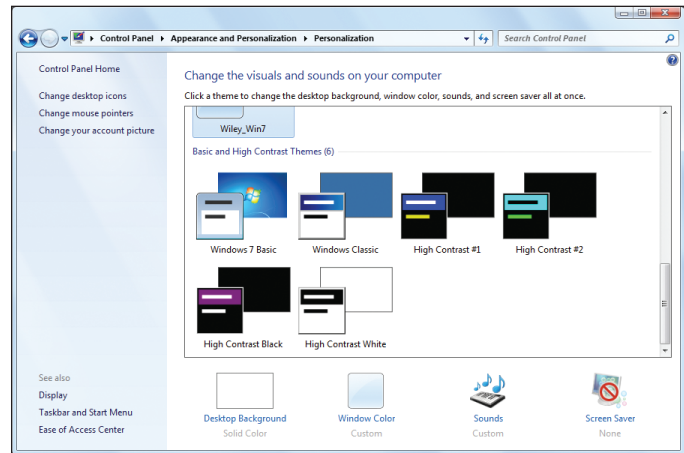 Control Panel ▸ Appearance and Personalization ▸ Personalization
Search Control Panel
Control Panel Home
Change desktop icons
Change mouse pointers
Change your account picture
Change the visuals and sounds on your computer
Click a theme to change the desktop background, window color, sounds, and screen saver all at once.
Wiley_Win7
Basic and High Contrast Themes (6)
Windows 7 Basic
Windows Classic
High Contrast #1
High Contrast #2
High Contrast Black
High Contrast White
See also
Display
Taskbar and Start Menu
Ease of Access Center
Desktop Background
Solid Color
Window Color
Custom
Sounds
Custom
Screen Saver
None